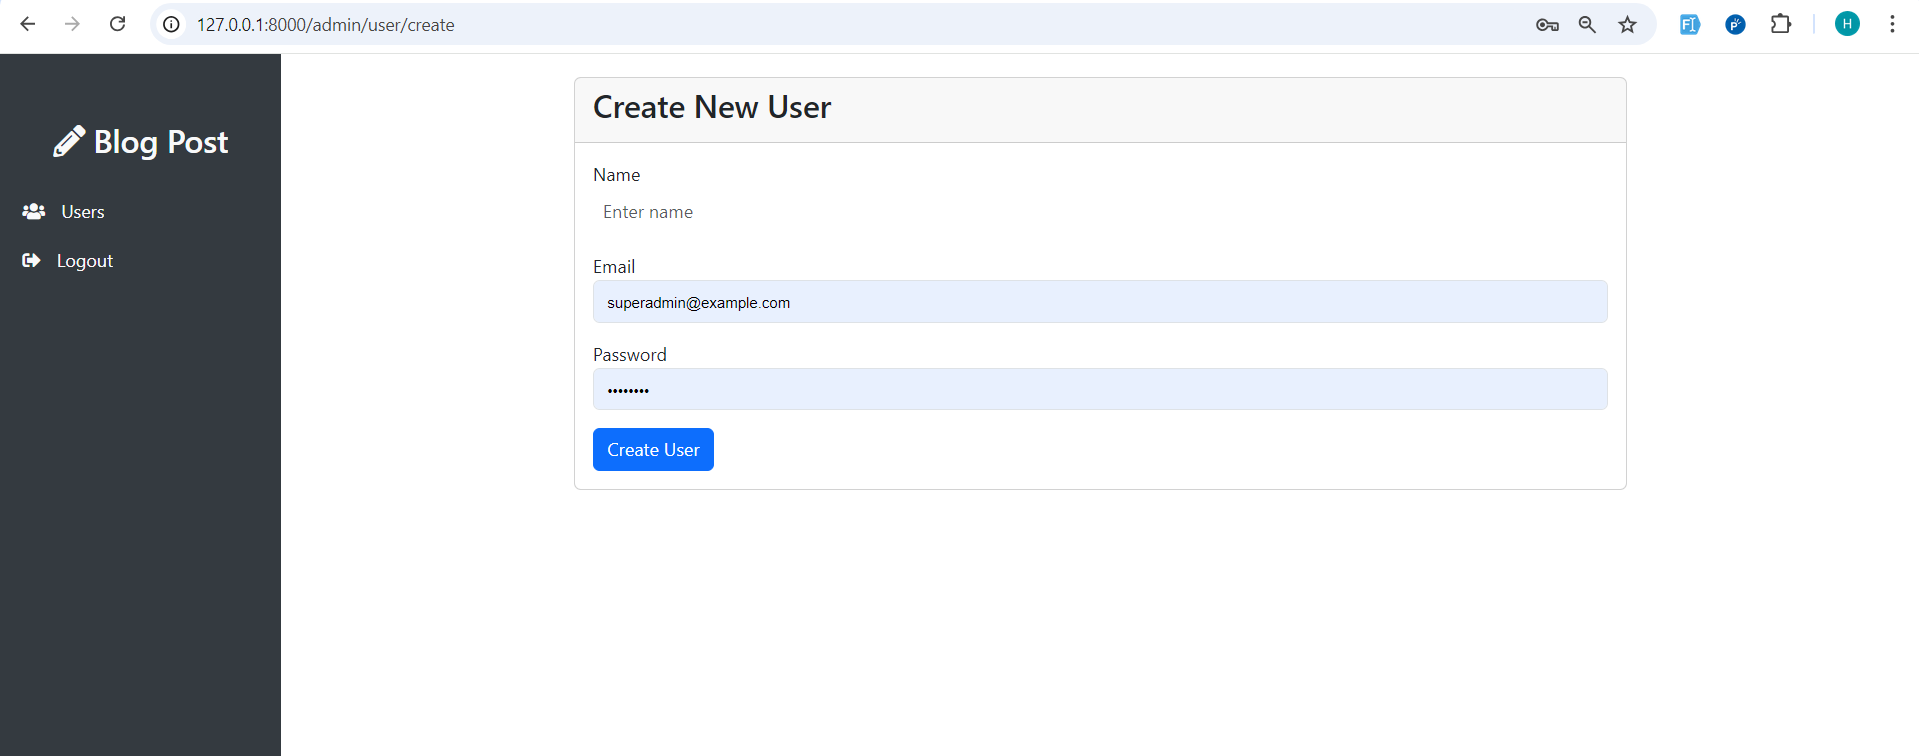 127.0.0.1:8000/admin/user/create
FI
P
H
Blog Post
Users
Logout
Create New User
Name
Enter name
Email
superadmin@example.com
Password
••••••••
Create User